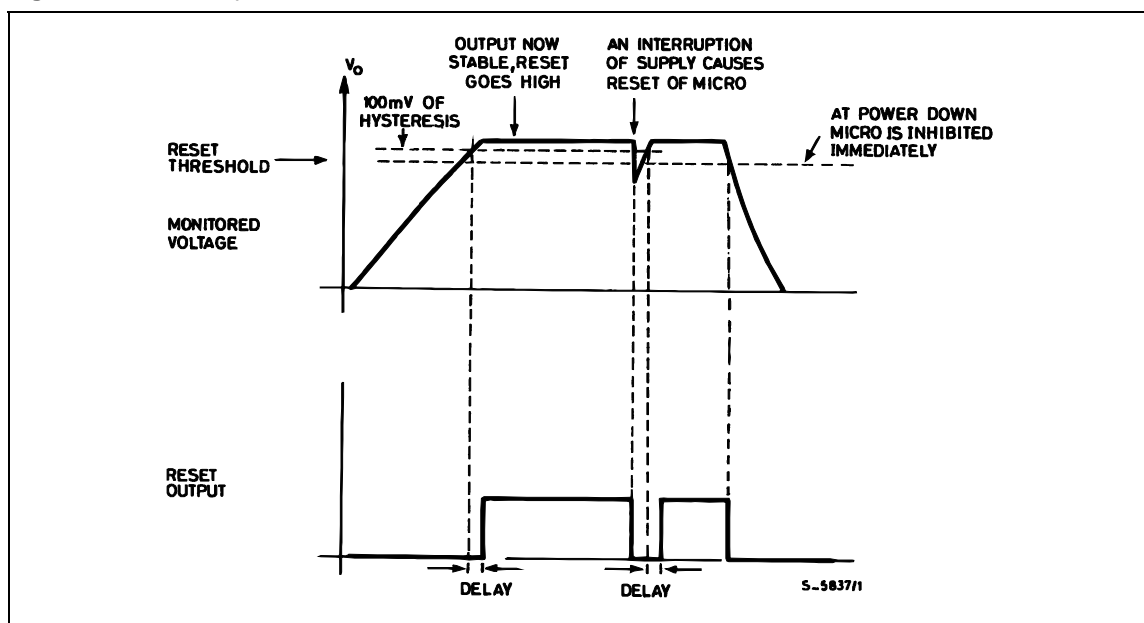 V₀
OUTPUT NOW
STABLE,RESET
GOES HIGH
AN INTERRUPTION
OF SUPPLY CAUSES
RESET OF MICRO
100mV OF
HYSTERESIS
AT POWER DOWN
MICRO IS INHIBITED
IMMEDIATELY
RESET
THRESHOLD
MONITORED
VOLTAGE
RESET
OUTPUT
DELAY
DELAY
S-5837/1